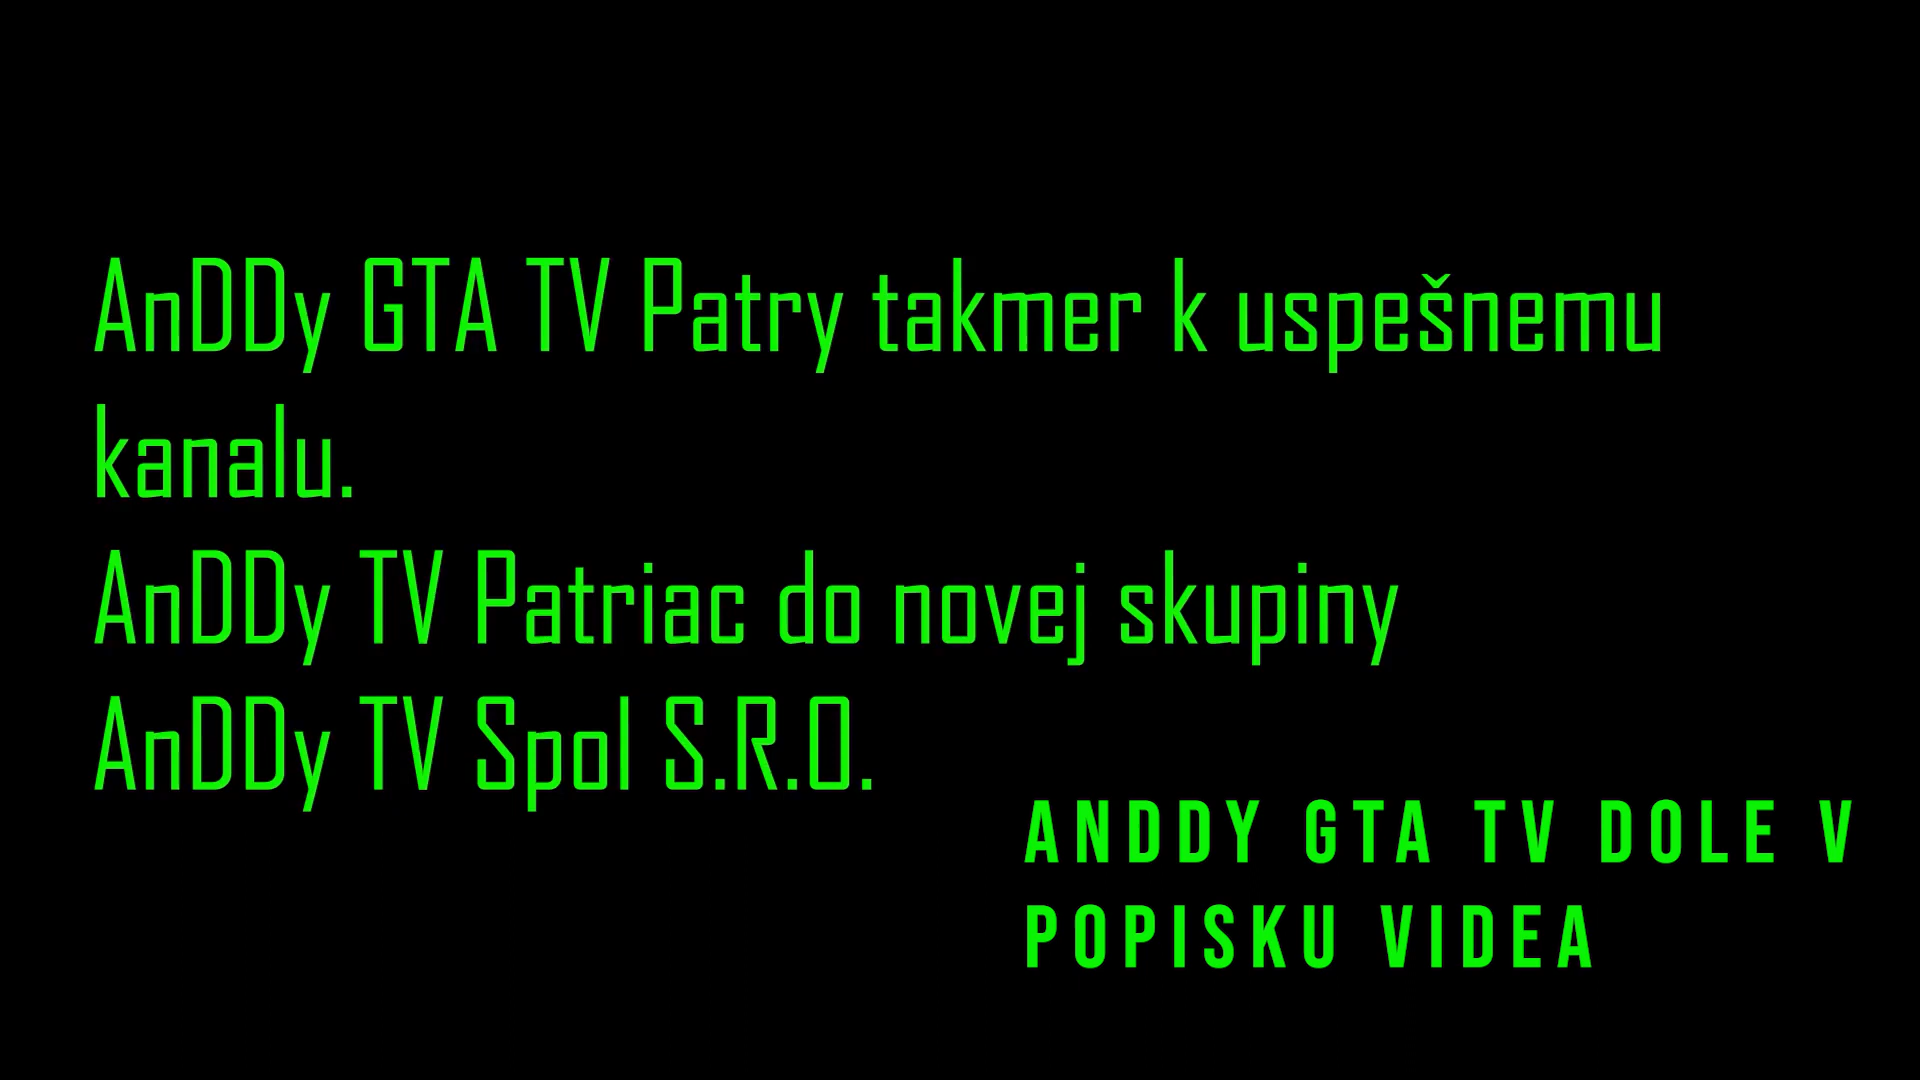 AnDDy GTA TV Patry takmer k uspešnemu
kanalu.
AnDDy TV Patriac do novej skupiny
AnDDy TV Spol S.R.O.
ANDDY GTA TV DOLE V
POPISKU VIDEA